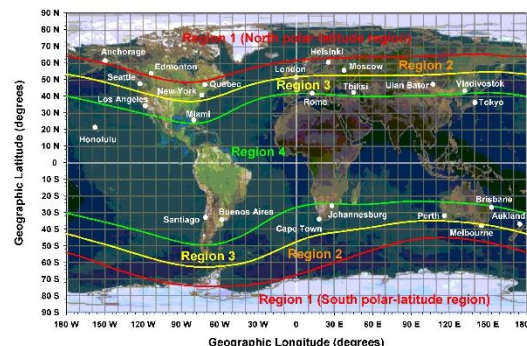 90 N
80 N
70 N
60 N
50 N
40 N
30 N
20 N
10 N
0
10 S
20 S
30 S
40 S
50 S
60 S
70 S
80 S
90 S
Geographic Latitude (degrees)
Region 1 (North polar-latitude region)
Anchorage
Helsinki
Edmonton
London
Moscow
Region 2
Seattle
Quebec
Region 3
Tbilisi
Ulan Bator
Vladivostok
Los Angeles
New York
Rome
Tokyo
Miami
Honolulu
Region 4
Brisbane
Santiago
Buenos Aires
Johannesburg
Perth
Aukland
Cape Town
Melbourne
Region 3
Region 2
Region 1 (South polar-latitude region)
180 W 150 W 120 W 90 W 60 W 30 W 0 30 E 60 E 90 E 120 E 150 E 180 E
Geographic Longitude (degrees)